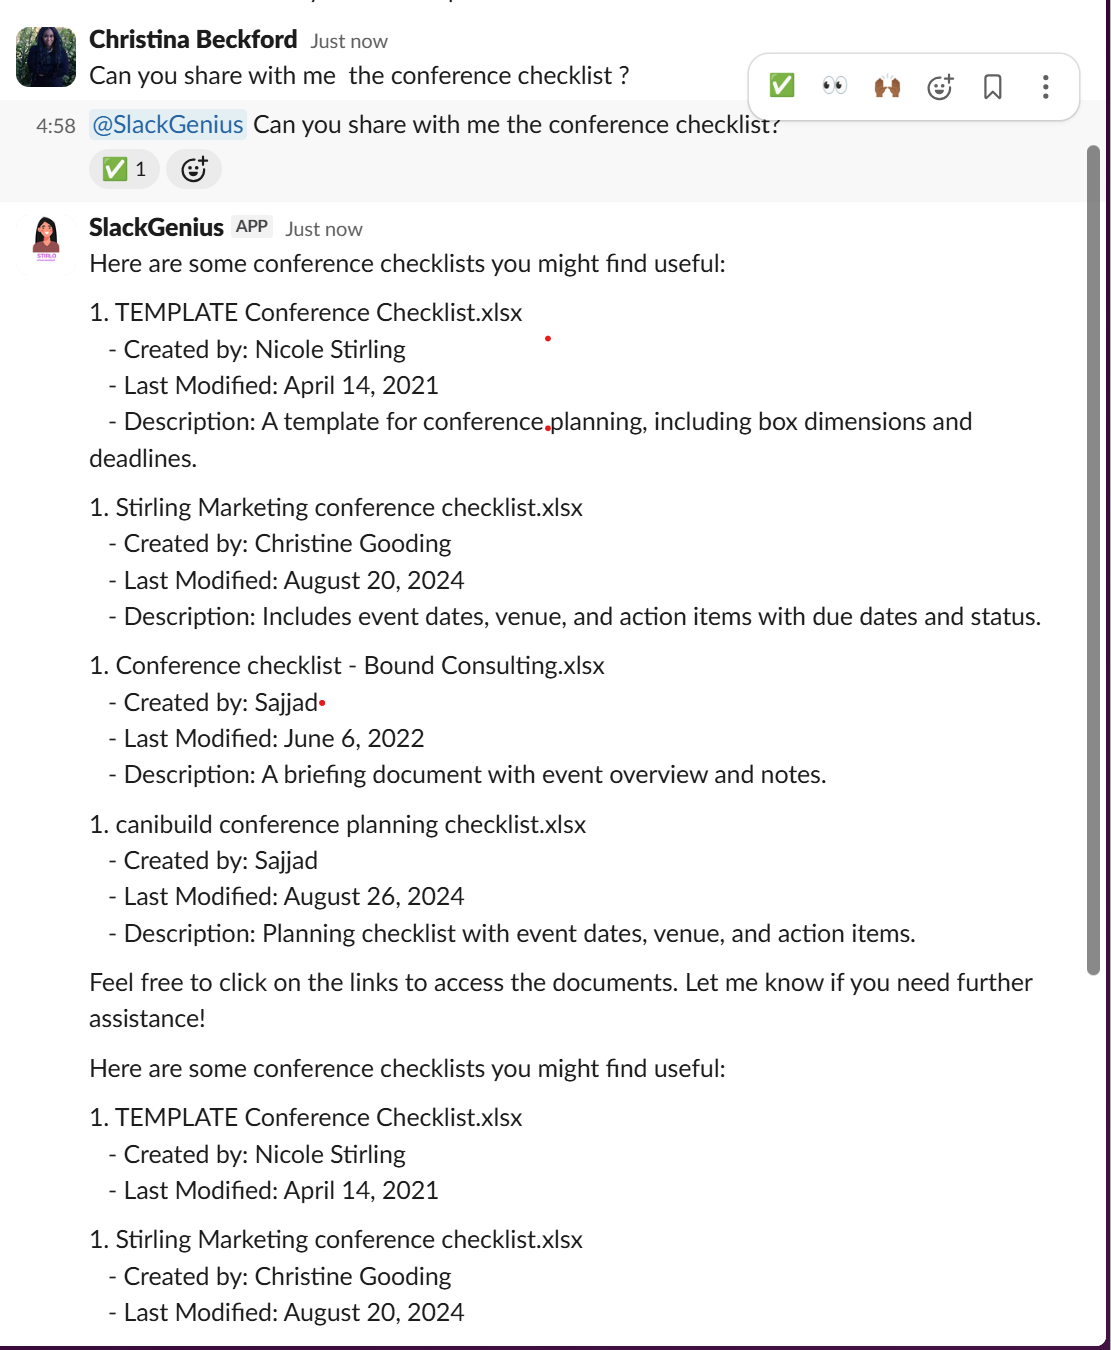 Christina Beckford Just now
Can you share with me the conference checklist ?
4:58 @SlackGenius Can you share with me the conference checklist?
1
SlackGenius APP Just now
STIRLO
Here are some conference checklists you might find useful:
1. TEMPLATE Conference Checklist.xlsx
- Created by: Nicole Stirling
- Last Modified: April 14, 2021
- Description: A template for conference planning, including box dimensions and
deadlines.
1. Stirling Marketing conference checklist.xlsx
- Created by: Christine Gooding
- Last Modified: August 20, 2024
- Description: Includes event dates, venue, and action items with due dates and status.
1. Conference checklist - Bound Consulting.xlsx
- Created by: Sajjad
- Last Modified: June 6, 2022
- Description: A briefing document with event overview and notes.
1. canibuild conference planning checklist.xlsx
- Created by: Sajjad
- Last Modified: August 26, 2024
- Description: Planning checklist with event dates, venue, and action items.
Feel free to click on the links to access the documents. Let me know if you need further
assistance!
Here are some conference checklists you might find useful:
1. TEMPLATE Conference Checklist.xlsx
- Created by: Nicole Stirling
- Last Modified: April 14, 2021
1. Stirling Marketing conference checklist.xlsx
- Created by: Christine Gooding
- Last Modified: August 20, 2024